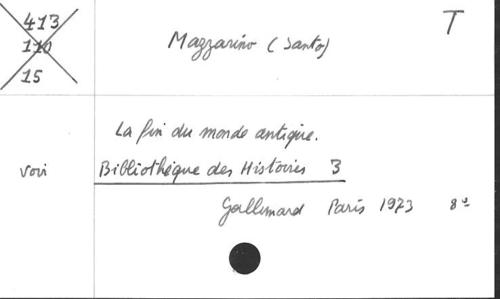 413
110
15
T
Mazzarino (Santo)
La fin du monde antique.
voir
Bibliothèque des Histoires 3
Gallimard Paris 1973 8°